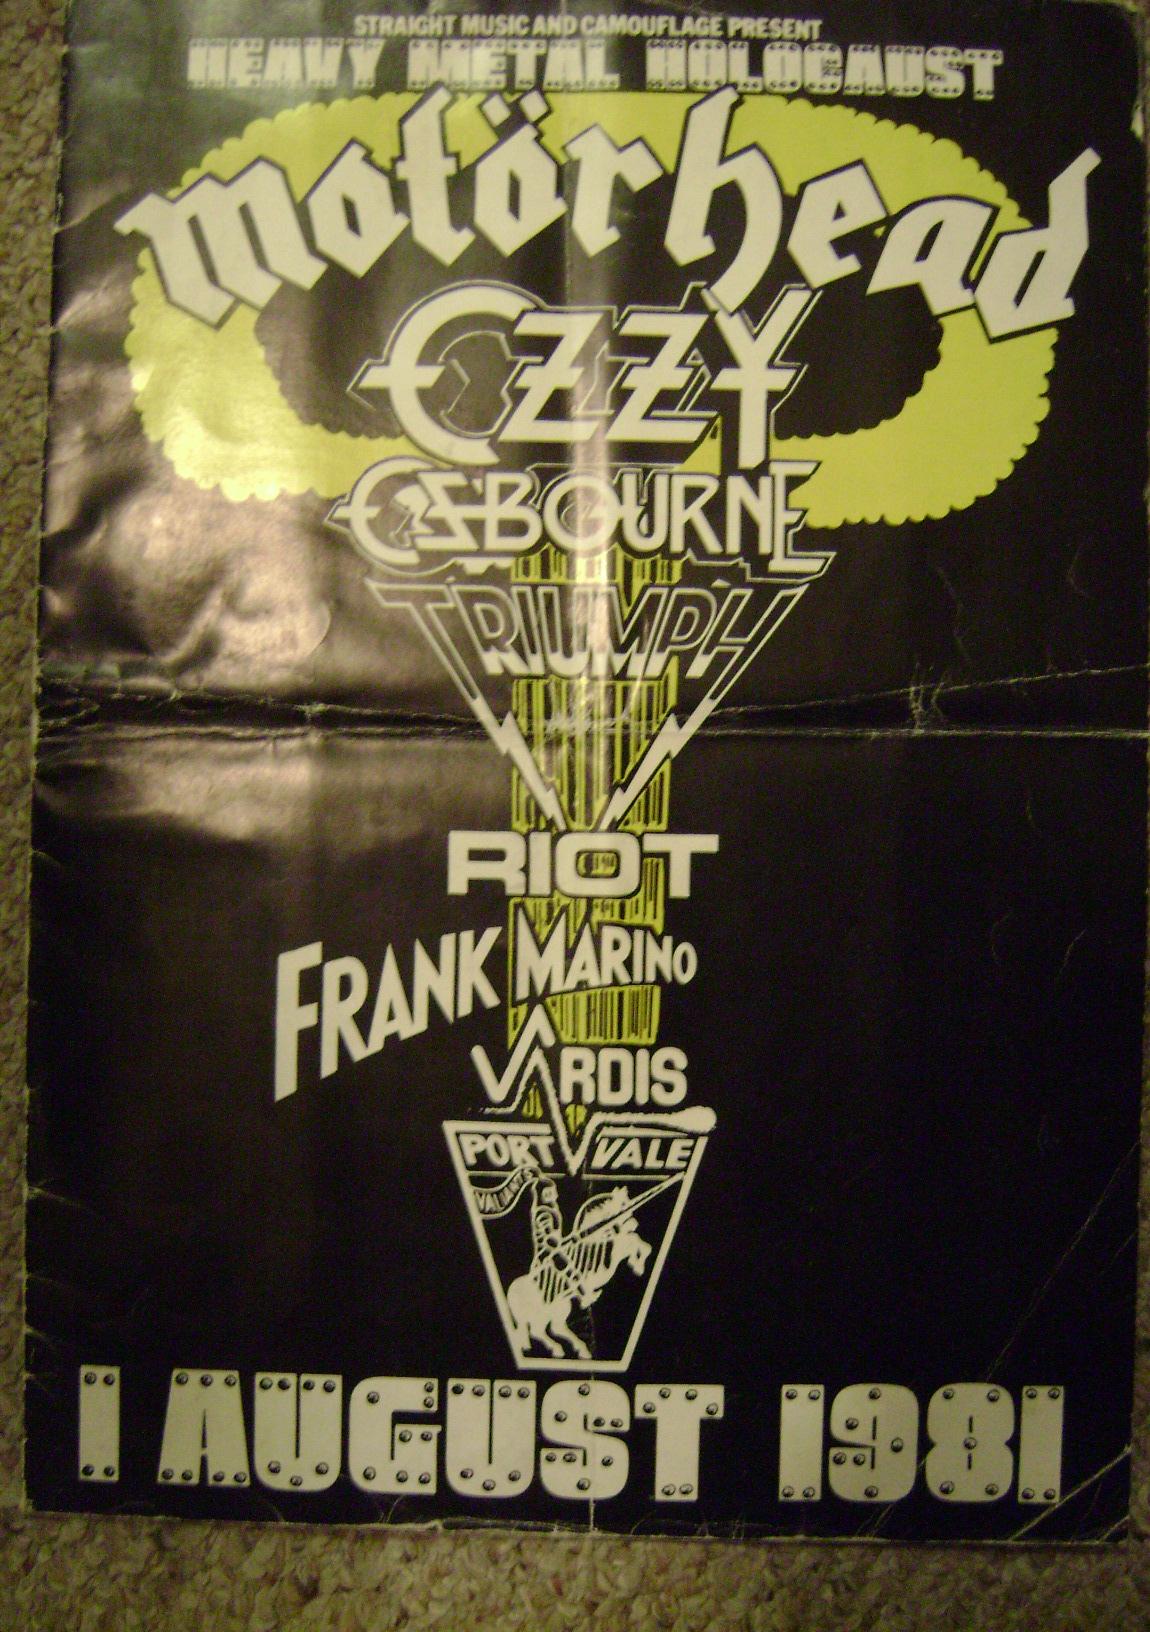 STRAIGHT MUSIC AND CAMOUFLAGE PRESENT
HEAVY METAL HOLOCAUST
motörhead
OZZY
OSBOURNE
TRIUMPH
RIOT
FRANK MARINO
VARDIS
PORT VALE
VALIANTS
1 AUGUST 1981